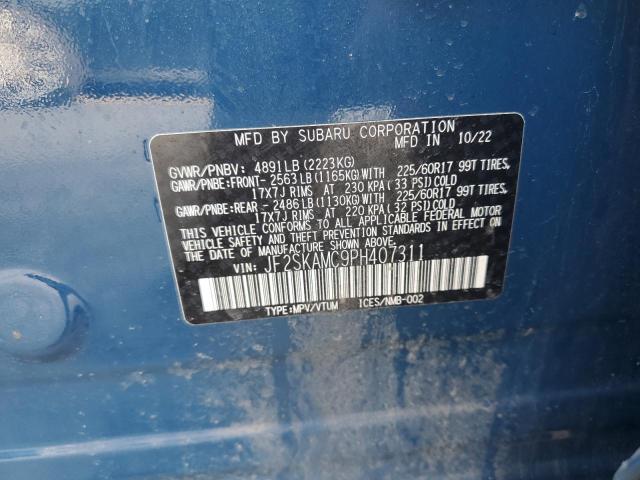 MFD BY SUBARU CORPORATION
MFD IN 10/22
GVWR/PNBV: 4891LB (2223KG)
GAWR/PNBE:FRONT- 2563LB (1165KG)WITH 225/60R17 99T TIRES,
17X7J RIMS AT 230 KPA (33 PSI) COLD
GAWR/PNBE:REAR - 2486LB (1130KG)WITH 225/60R17 99T TIRES,
17X7J RIMS AT 220 KPA (32 PSI) COLD
THIS VEHICLE CONFORMS TO ALL APPLICABLE FEDERAL MOTOR
VEHICLE SAFETY AND THEFT PREVENTION STANDARDS IN EFFECT ON
THE DATE OF MANUFACTURE SHOWN ABOVE.
VIN: JF2SKAMC9PH407311
TYPE:MPV/VTUM ICES/NMB-002